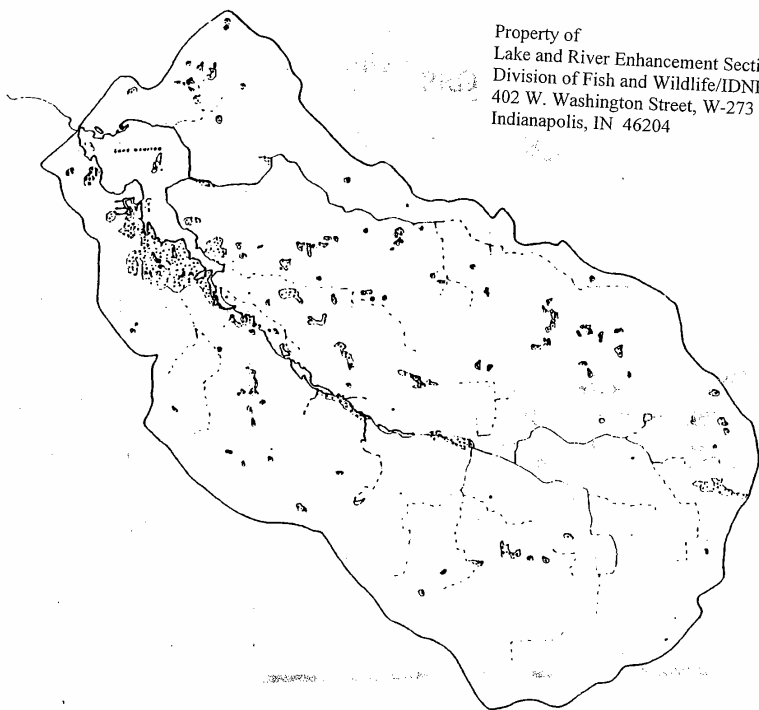 Property of
Lake and River Enhancement Secti
Division of Fish and Wildlife/IDN
402 W. Washington Street, W-273
Indianapolis, IN 46204